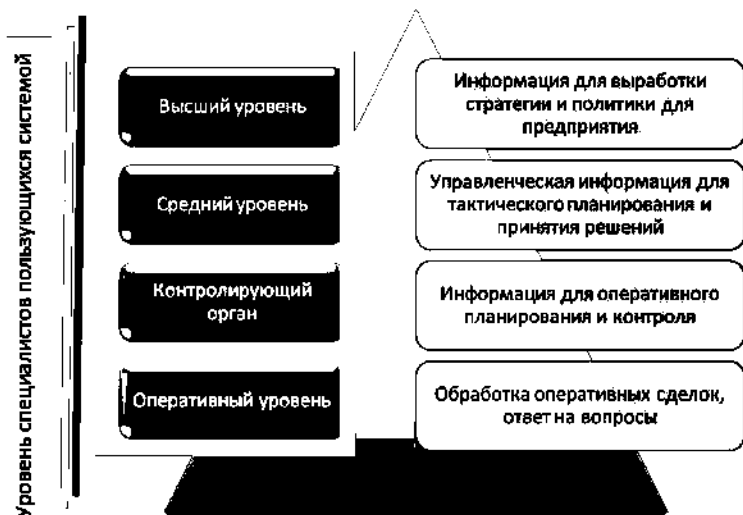 Уровень специалистов пользующихся системой
Высший уровень
Информация для выработки
стратегии и политики для
предприятия
Средний уровень
Управленческая информация для
тактического планирования и
принятия решений
Контролирующий
орган
Информация для оперативного
планирования и контроля
Оперативный уровень
Обработка оперативных сделок,
ответ на вопросы